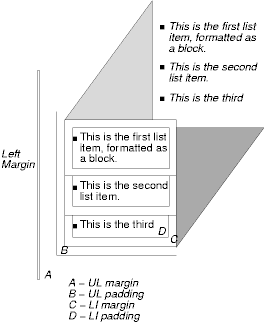 ▪ This is the first list
item, formatted as
a block.
▪ This is the second
list item.
▪ This is the third
Left
Margin
▪ This is the first list
item, formatted as
a block.
▪ This is the second
list item.
▪ This is the third
D
C
B
A
A – UL margin
B – UL padding
C – LI margin
D – LI padding